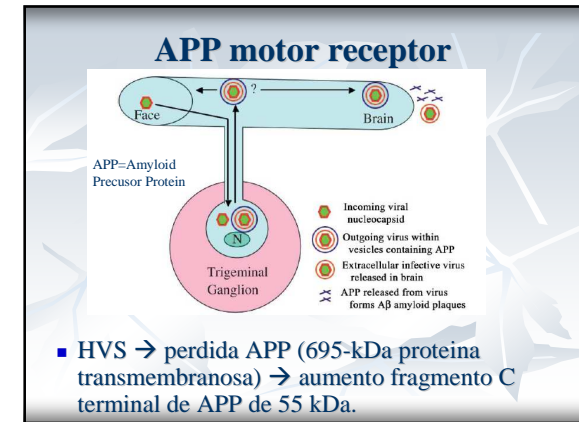 APP motor receptor
Face
?
Brain
APP=Amyloid
Precusor Protein
N
Trigeminal
Ganglion
Incoming viral
nucleocapsid
Outgoing virus within
vesicles containing APP
Extracellular infective virus
released in brain
APP released from virus
forms Aβ amyloid plaques
HVS → perdida APP (695-kDa proteina
transmembranosa) → aumento fragmento C
terminal de APP de 55 kDa.